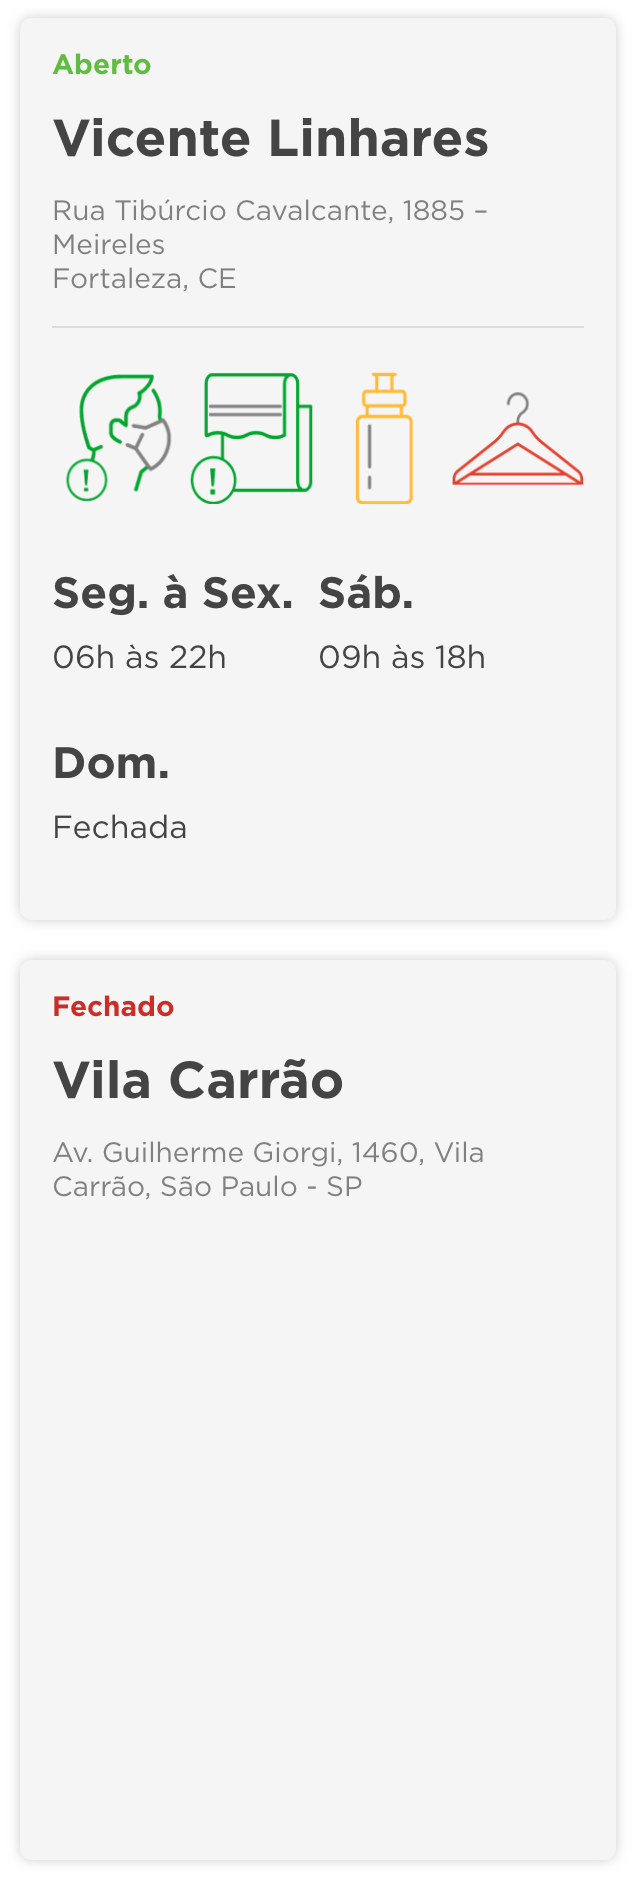 Aberto
Vicente Linhares
Rua Tibúrcio Cavalcante, 1885 –
Meireles
Fortaleza, CE
! !
Seg. à Sex. Sáb.
06h às 22h 09h às 18h
Dom.
Fechada
Fechado
Vila Carrão
Av. Guilherme Giorgi, 1460, Vila
Carrão, São Paulo - SP